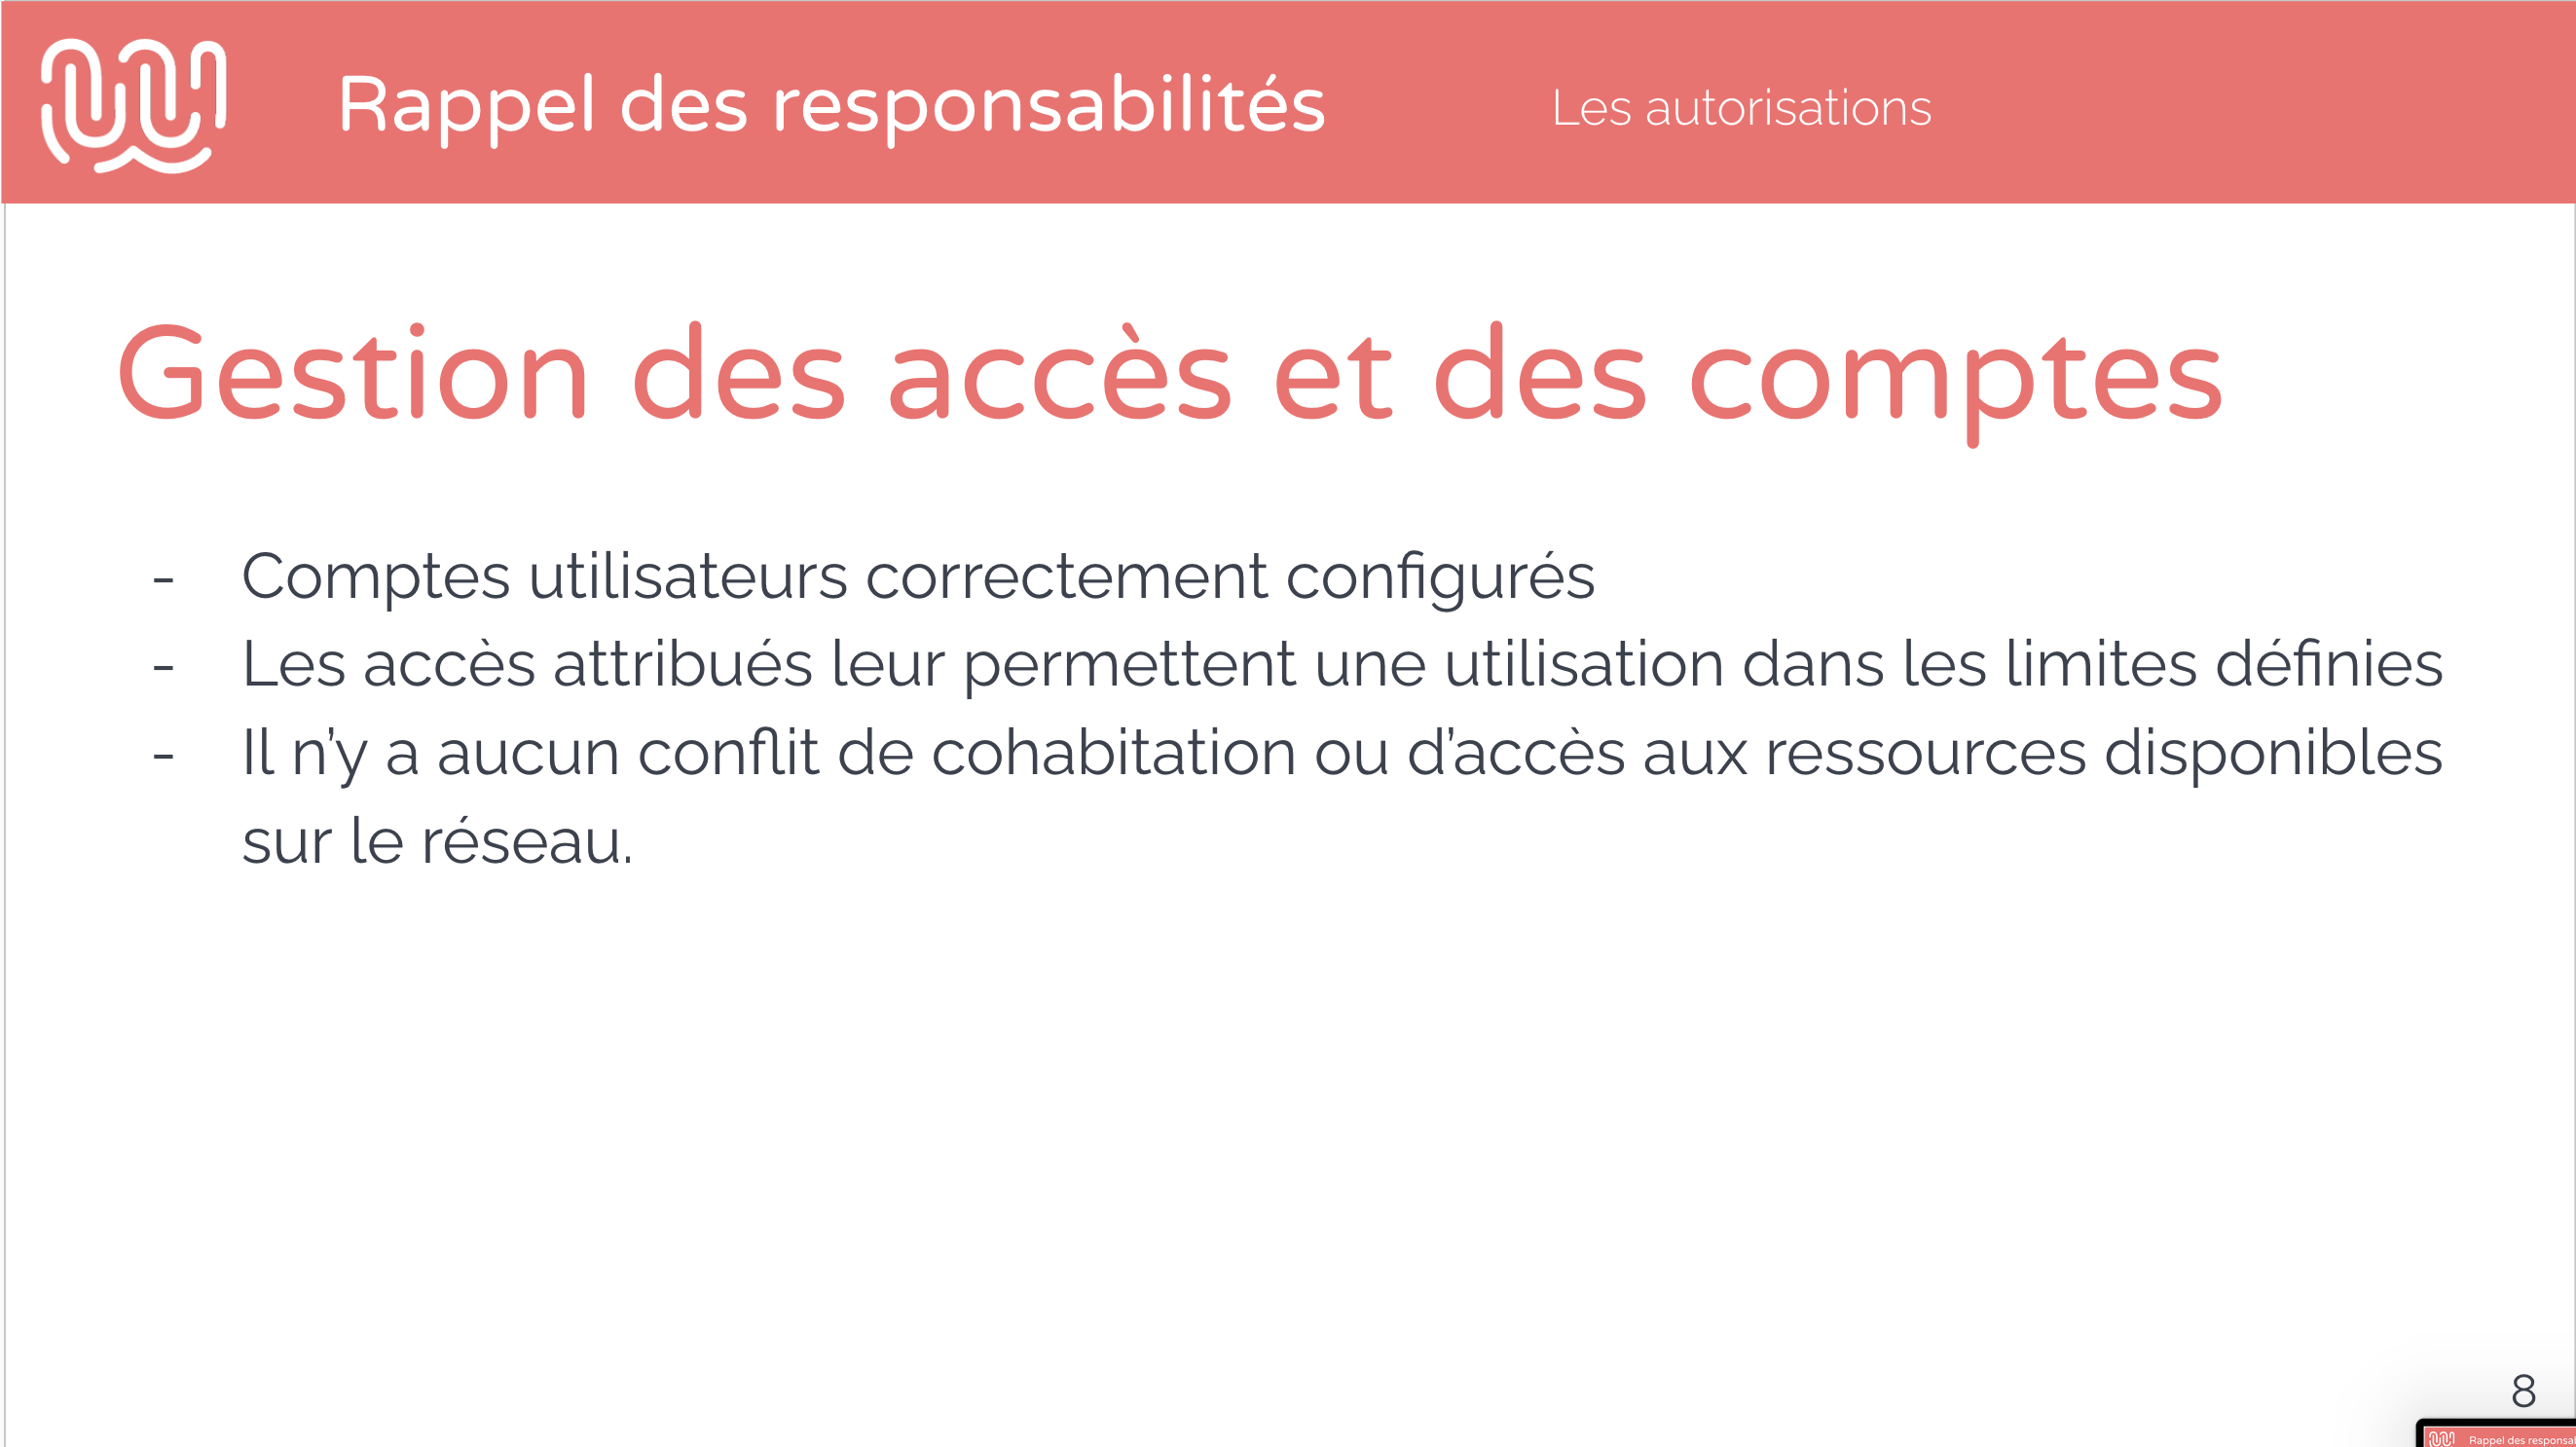 Rappel des responsabilités
Les autorisations
Gestion des accès et des comptes
- Comptes utilisateurs correctement configurés
- Les accès attribués leur permettent une utilisation dans les limites définies
- Il n’y a aucun conflit de cohabitation ou d’accès aux ressources disponibles
sur le réseau.
8
Rappel des responsa